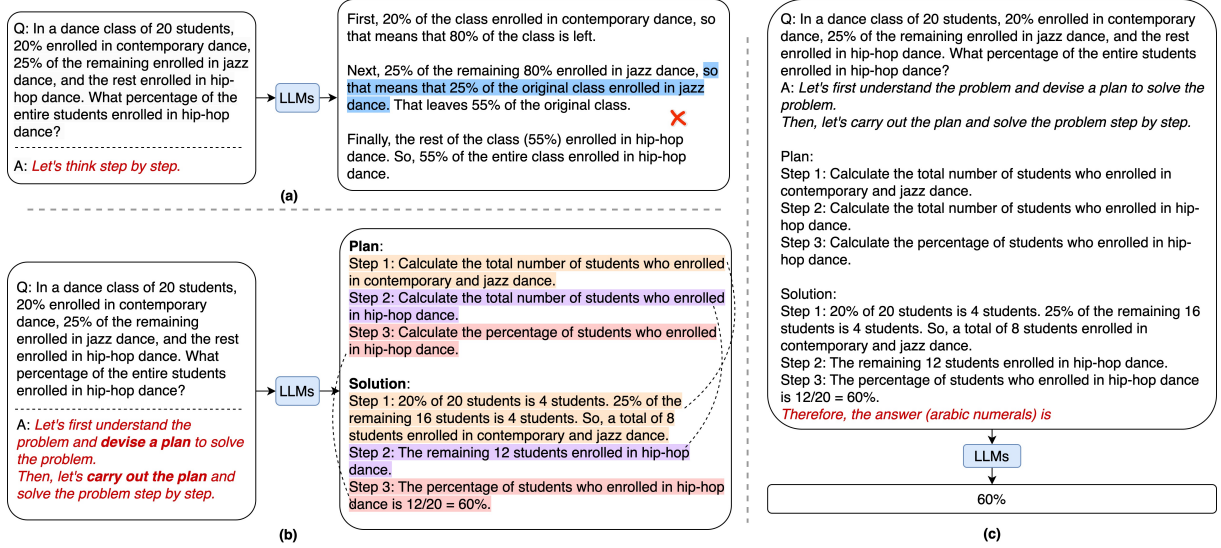 Q: In a dance class of 20 students,
20% enrolled in contemporary dance,
25% of the remaining enrolled in jazz
dance, and the rest enrolled in hip-
hop dance. What percentage of the
entire students enrolled in hip-hop
dance?
A: Let's think step by step.
LLMs
First, 20% of the class enrolled in contemporary dance, so
that means that 80% of the class is left.
Next, 25% of the remaining 80% enrolled in jazz dance, so
that means that 25% of the original class enrolled in jazz
dance. That leaves 55% of the original class.
Finally, the rest of the class (55%) enrolled in hip-hop
dance. So, 55% of the entire class enrolled in hip-hop
dance.
(a)
Q: In a dance class of 20 students,
20% enrolled in contemporary
dance, 25% of the remaining
enrolled in jazz dance, and the rest
enrolled in hip-hop dance. What
percentage of the entire students
enrolled in hip-hop dance?
A: Let's first understand the
problem and devise a plan to solve
the problem.
Then, let's carry out the plan and
solve the problem step by step.
LLMs
Plan:
Step 1: Calculate the total number of students who enrolled
in contemporary and jazz dance.
Step 2: Calculate the total number of students who enrolled
in hip-hop dance.
Step 3: Calculate the percentage of students who enrolled
in hip-hop dance.
Solution:
Step 1: 20% of 20 students is 4 students. 25% of the
remaining 16 students is 4 students. So, a total of 8
students enrolled in contemporary and jazz dance.
Step 2: The remaining 12 students enrolled in hip-hop
dance.
Step 3: The percentage of students who enrolled in hip-hop
dance is 12/20 = 60%.
(b)
Q: In a dance class of 20 students, 20% enrolled in contemporary
dance, 25% of the remaining enrolled in jazz dance, and the rest
enrolled in hip-hop dance. What percentage of the entire students
enrolled in hip-hop dance?
A: Let's first understand the problem and devise a plan to solve the
problem.
Then, let's carry out the plan and solve the problem step by step.
Plan:
Step 1: Calculate the total number of students who enrolled in
contemporary and jazz dance.
Step 2: Calculate the total number of students who enrolled in hip-
hop dance.
Step 3: Calculate the percentage of students who enrolled in hip-
hop dance.
Solution:
Step 1: 20% of 20 students is 4 students. 25% of the remaining 16
students is 4 students. So, a total of 8 students enrolled in
contemporary and jazz dance.
Step 2: The remaining 12 students enrolled in hip-hop dance.
Step 3: The percentage of students who enrolled in hip-hop dance
is 12/20 = 60%.
Therefore, the answer (arabic numerals) is
LLMs
60%
(c)